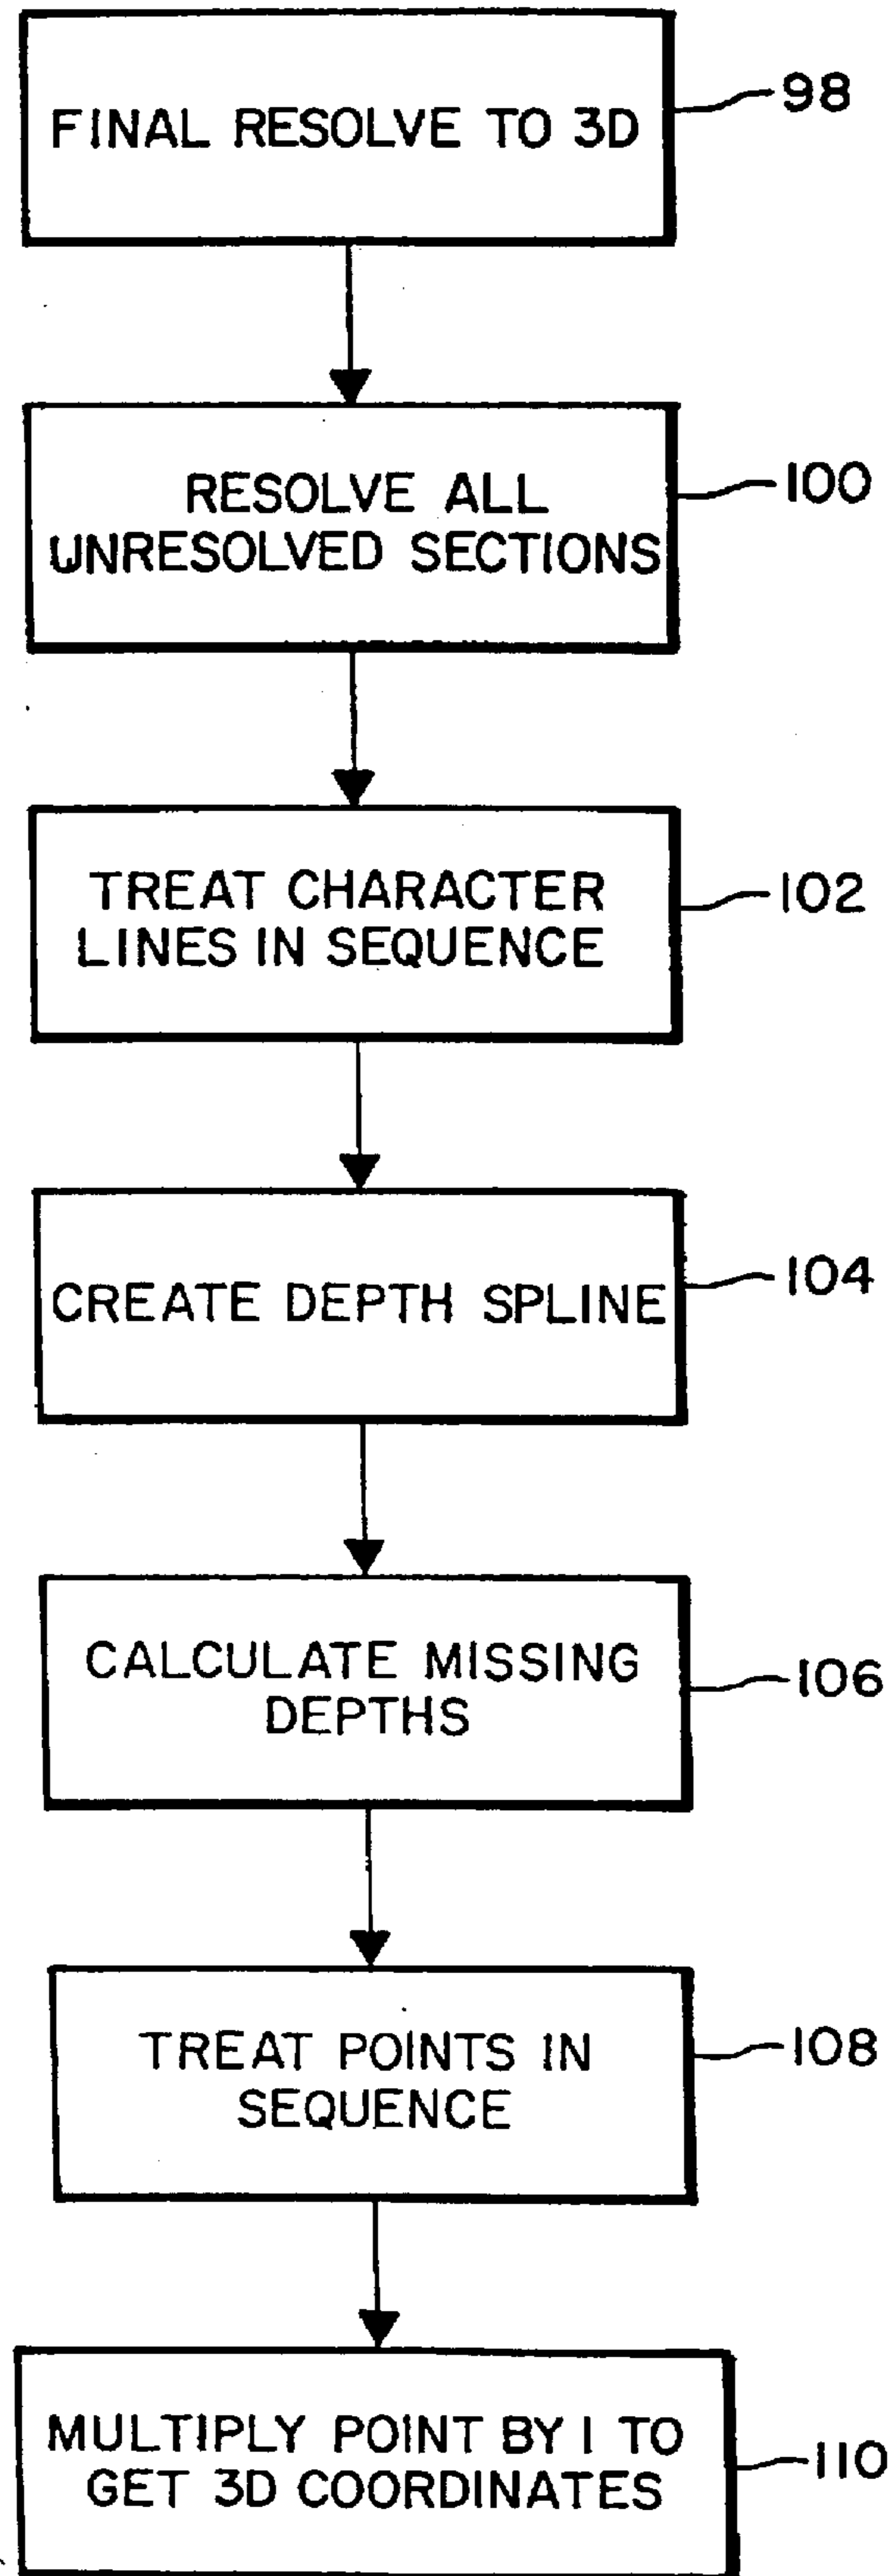 FINAL RESOLVE TO 3D
98
RESOLVE ALL
UNRESOLVED SECTIONS
100
TREAT CHARACTER
LINES IN SEQUENCE
102
CREATE DEPTH SPLINE
104
CALCULATE MISSING
DEPTHS
106
TREAT POINTS IN
SEQUENCE
108
MULTIPLY POINT BY I TO
GET 3D COORDINATES
110